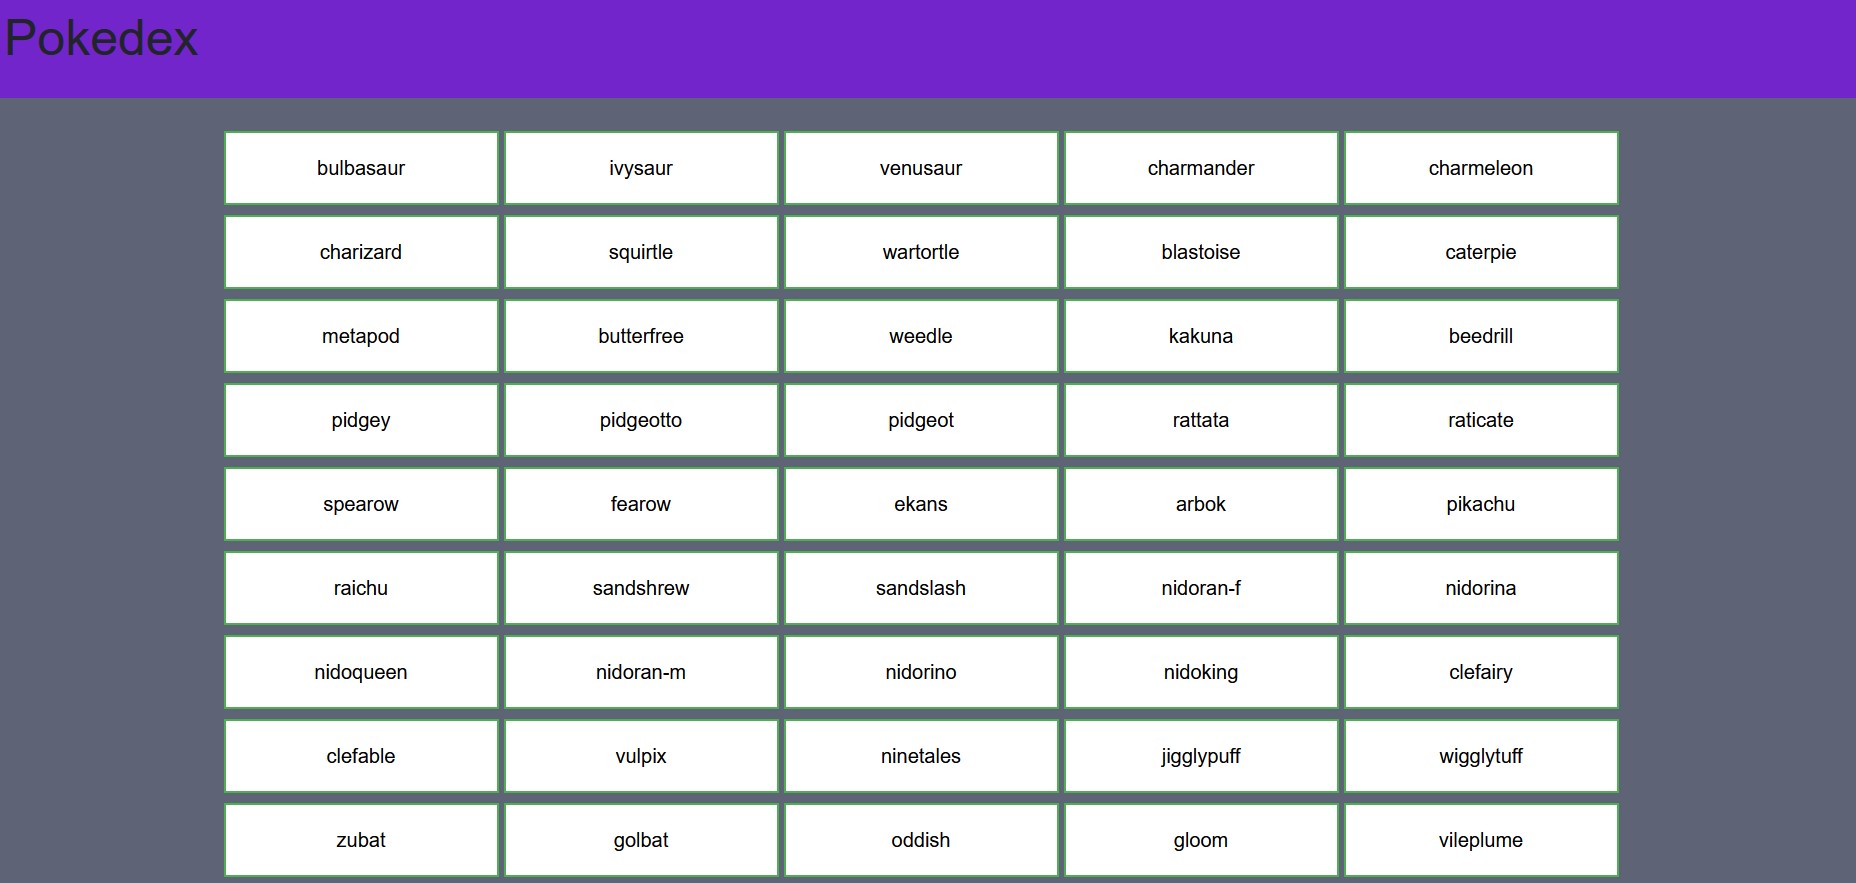 Pokedex
bulbasaur ivysaur venusaur charmander charmeleon
charizard squirtle wartortle blastoise caterpie
metapod butterfree weedle kakuna beedrill
pidgey pidgeotto pidgeot rattata raticate
spearow fearow ekans arbok pikachu
raichu sandshrew sandslash nidoran-f nidorina
nidoqueen nidoran-m nidorino nidoking clefairy
clefable vulpix ninetales jigglypuff wigglytuff
zubat golbat oddish gloom vileplume